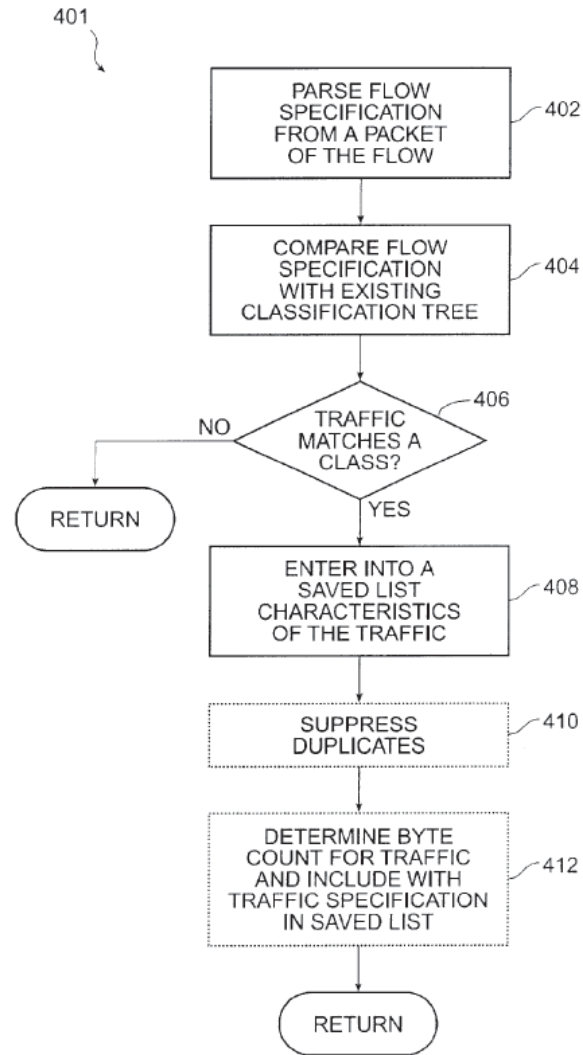 401
PARSE FLOW
SPECIFICATION
FROM A PACKET
OF THE FLOW
402
COMPARE FLOW
SPECIFICATION
WITH EXISTING
CLASSIFICATION TREE
404
TRAFFIC
MATCHES A
CLASS?
406
NO
RETURN
YES
ENTER INTO A
SAVED LIST
CHARACTERISTICS
OF THE TRAFFIC
408
SUPPRESS
DUPLICATES
410
DETERMINE BYTE
COUNT FOR TRAFFIC
AND INCLUDE WITH
TRAFFIC SPECIFICATION
IN SAVED LIST
412
RETURN